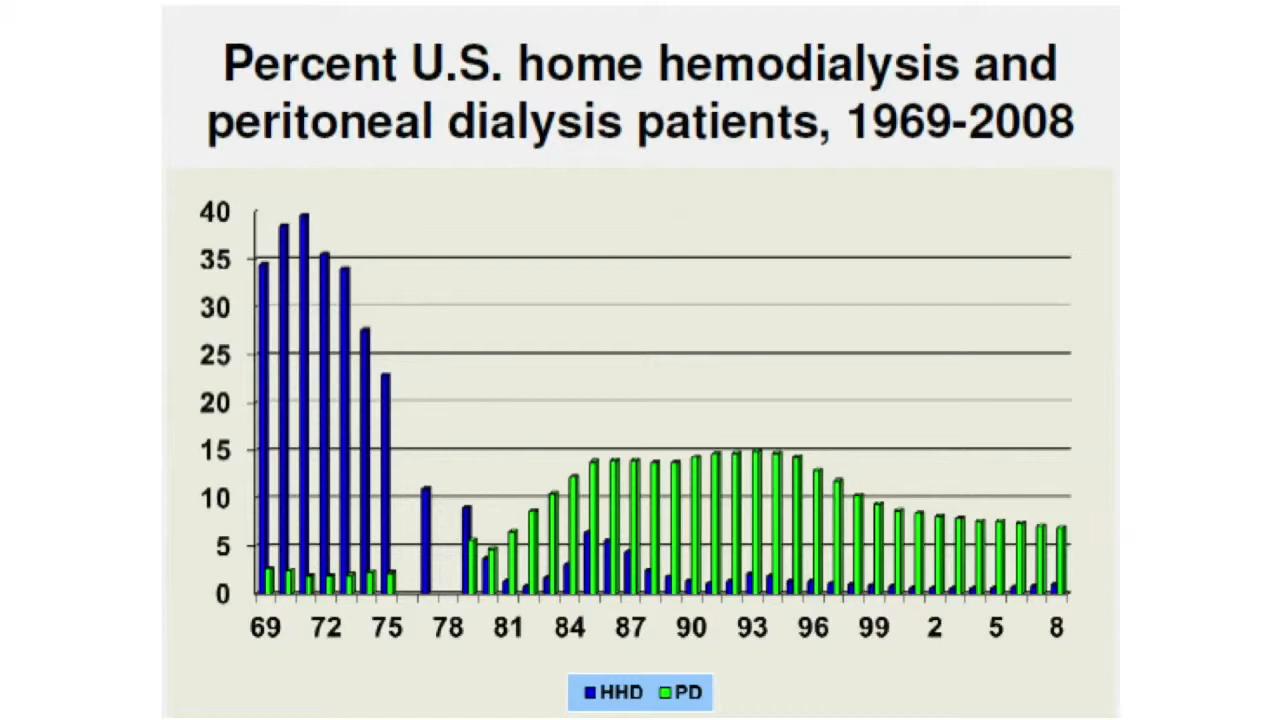 Percent U.S. home hemodialysis and
peritoneal dialysis patients, 1969-2008
40
35
30
25
20
15
10
5
0
69 72 75 78 81 84 87 90 93 96 99 2 5 8
HHD PD